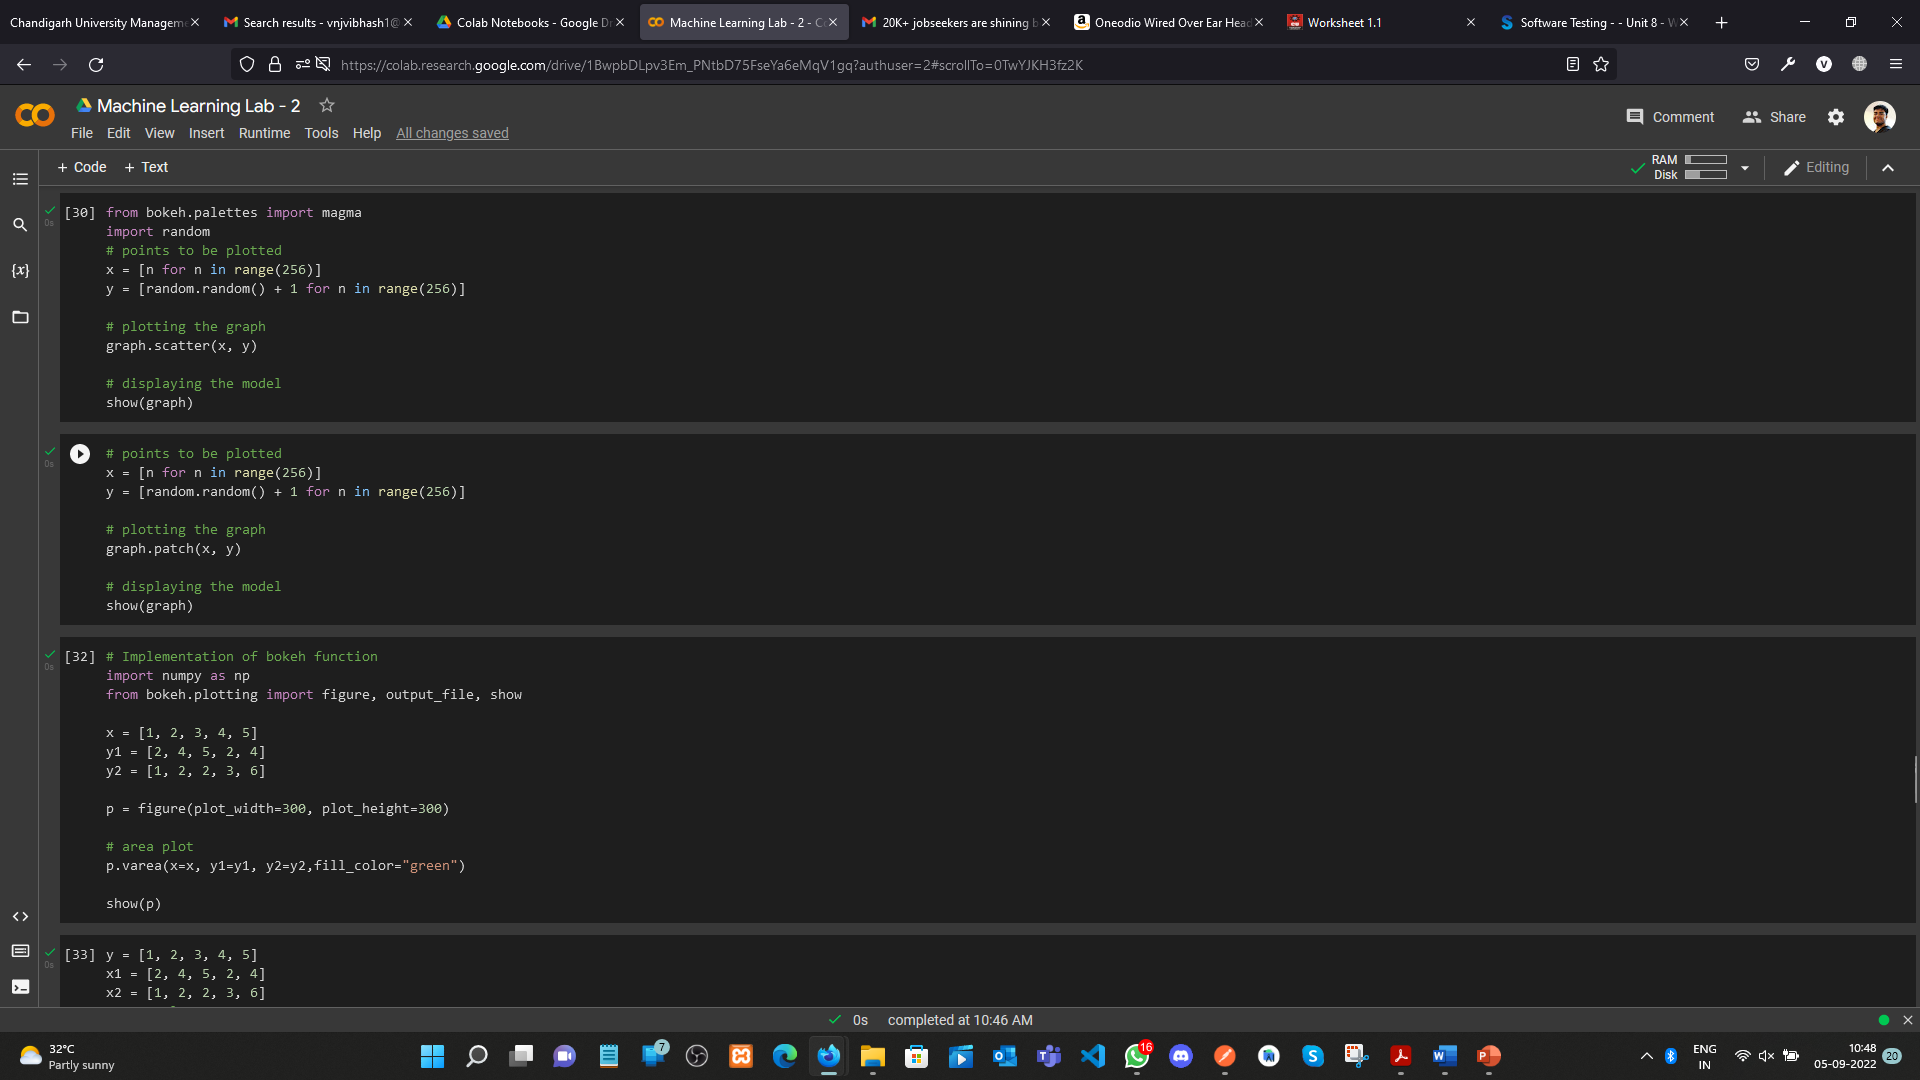 Chandigarh University Manageme
Search results - vnjvibhash1@
Colab Notebooks - Google Dr
Machine Learning Lab - 2 - Co
20K+ jobseekers are shining b
Oneodio Wired Over Ear Head
Worksheet 1.1
Software Testing - - Unit 8 - W
https://colab.research.google.com/drive/1BwpbDLpv3Em_PNtbD75FseYa6eMqV1gq?authuser=2#scrollTo=0TwYJKH3fz2K
V
Machine Learning Lab - 2
Comment
Share
File Edit View Insert Runtime Tools Help All changes saved
+ Code + Text
RAM
Disk
Editing
{x}
[30] from bokeh.palettes import magma
0s
import random
# points to be plotted
x = [n for n in range(256)]
y = [random.random() + 1 for n in range(256)]
# plotting the graph
graph.scatter(x, y)
# displaying the model
show(graph)
# points to be plotted
0s
x = [n for n in range(256)]
y = [random.random() + 1 for n in range(256)]
# plotting the graph
graph.patch(x, y)
# displaying the model
show(graph)
[32] # Implementation of bokeh function
0s
import numpy as np
from bokeh.plotting import figure, output_file, show
x = [1, 2, 3, 4, 5]
y1 = [2, 4, 5, 2, 4]
y2 = [1, 2, 2, 3, 6]
p = figure(plot_width=300, plot_height=300)
# area plot
p.varea(x=x, y1=y1, y2=y2,fill_color="green")
show(p)
[33] y = [1, 2, 3, 4, 5]
0s
x1 = [2, 4, 5, 2, 4]
x2 = [1, 2, 2, 3, 6]
0s completed at 10:46 AM
32°C
Partly sunny
7
16
ENG
IN
10:48
05-09-2022
20